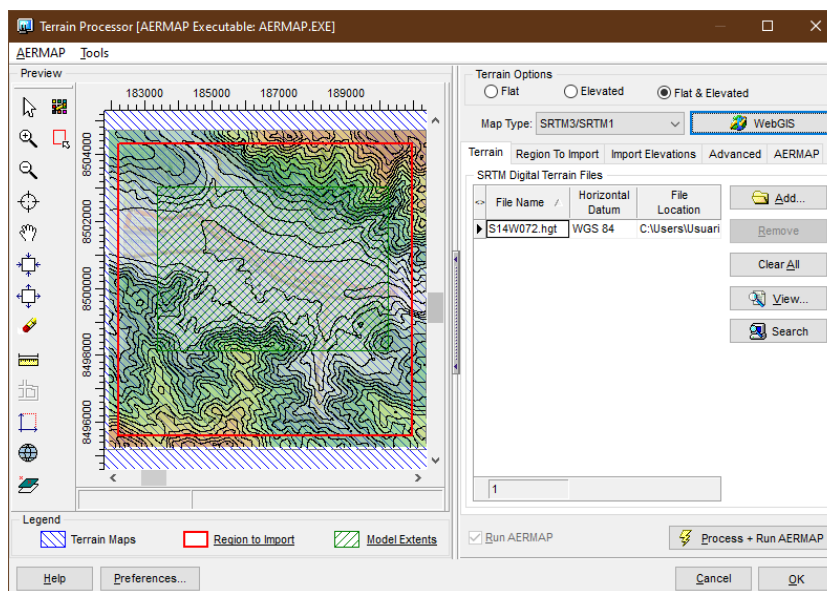 Terrain Processor [AERMAP Executable: AERMAP.EXE]
AERMAP Tools
Preview
183000 185000 187000 189000
8504000
8502000
8500000
8498000
8496000
Legend
Terrain Maps Region to Import Model Extents
Terrain Options
Flat Elevated Flat & Elevated
Map Type: SRTM3/SRTM1 WebGIS
Terrain Region To Import Import Elevations Advanced AERMAP
SRTM Digital Terrain Files
<> File Name Horizontal Datum File Location
S14W072.hgt WGS 84 C:\Users\Usuari
1
Add...
Remove
Clear All
View...
Search
Run AERMAP Process + Run AERMAP
Help Preferences... Cancel OK